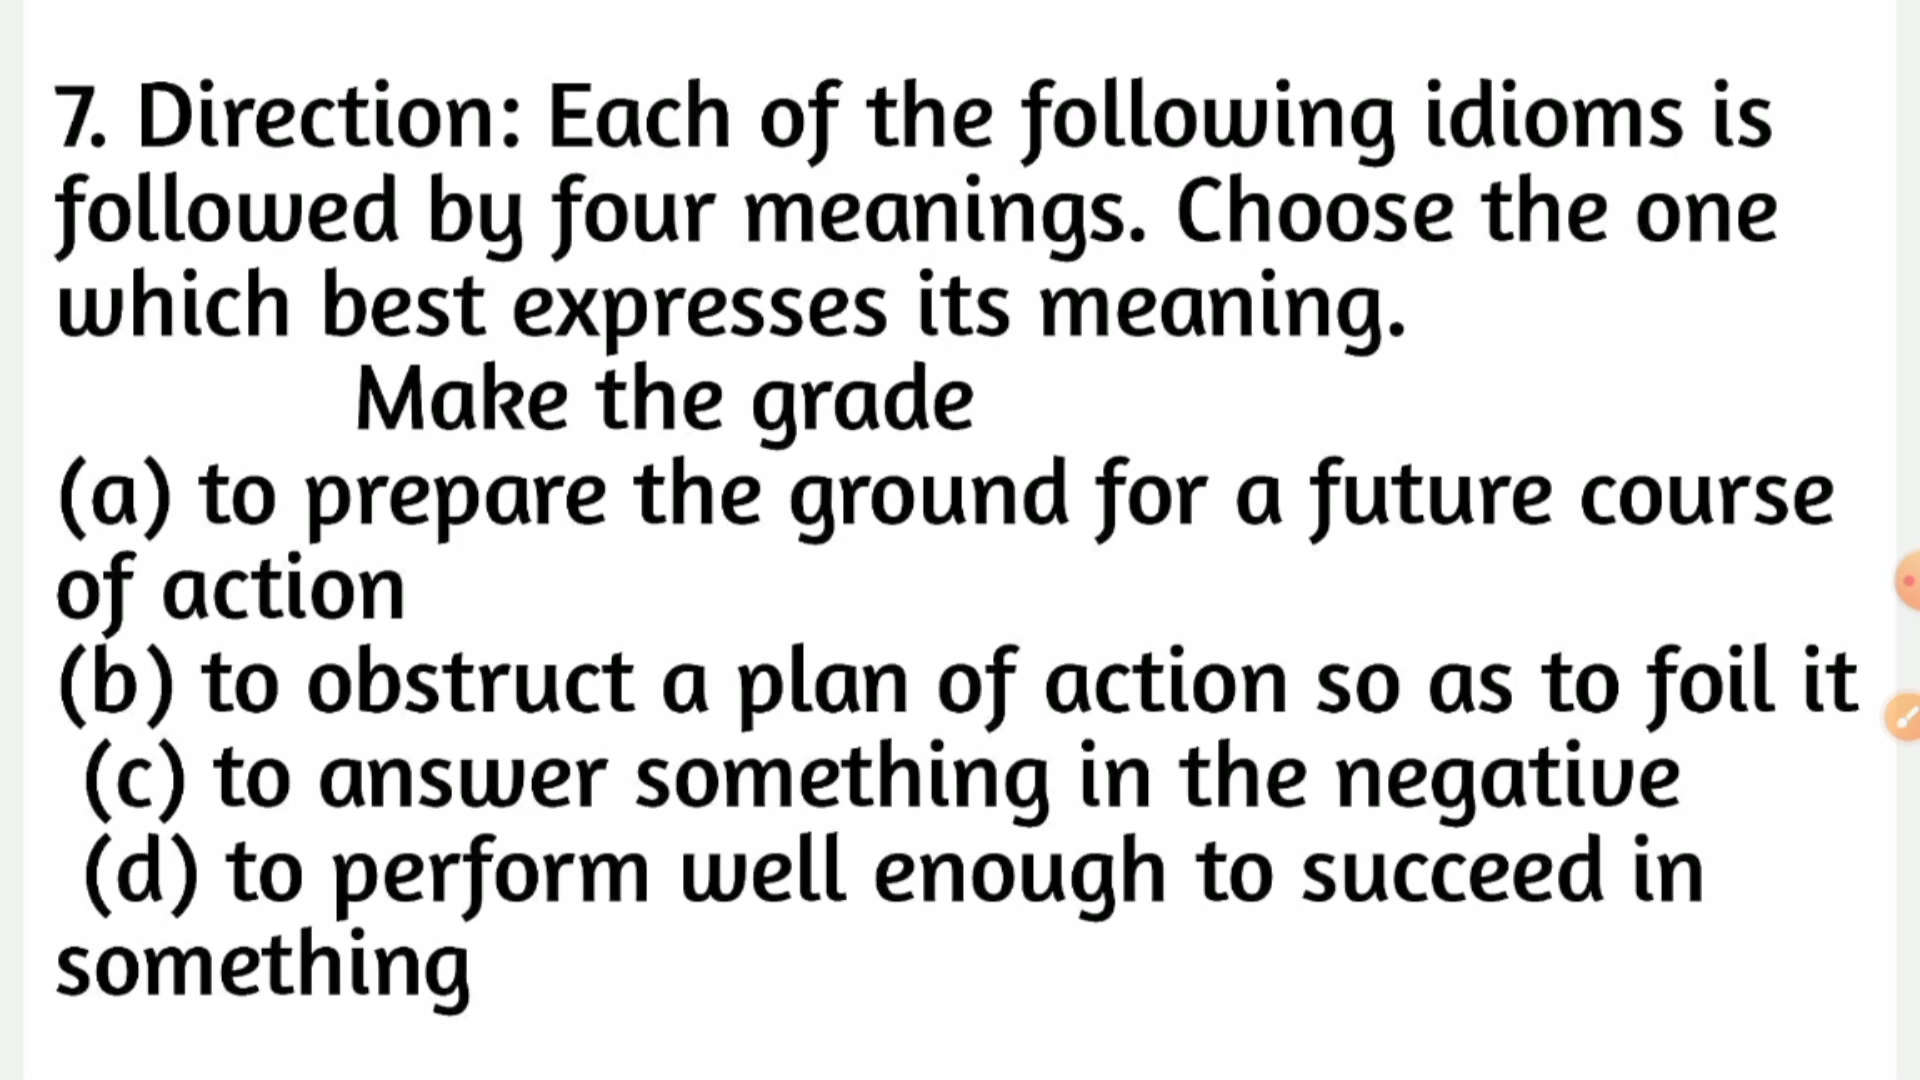 7. Direction: Each of the following idioms is
followed by four meanings. Choose the one
which best expresses its meaning.
Make the grade
(a) to prepare the ground for a future course
of action
(b) to obstruct a plan of action so as to foil it
(c) to answer something in the negative
(d) to perform well enough to succeed in
something